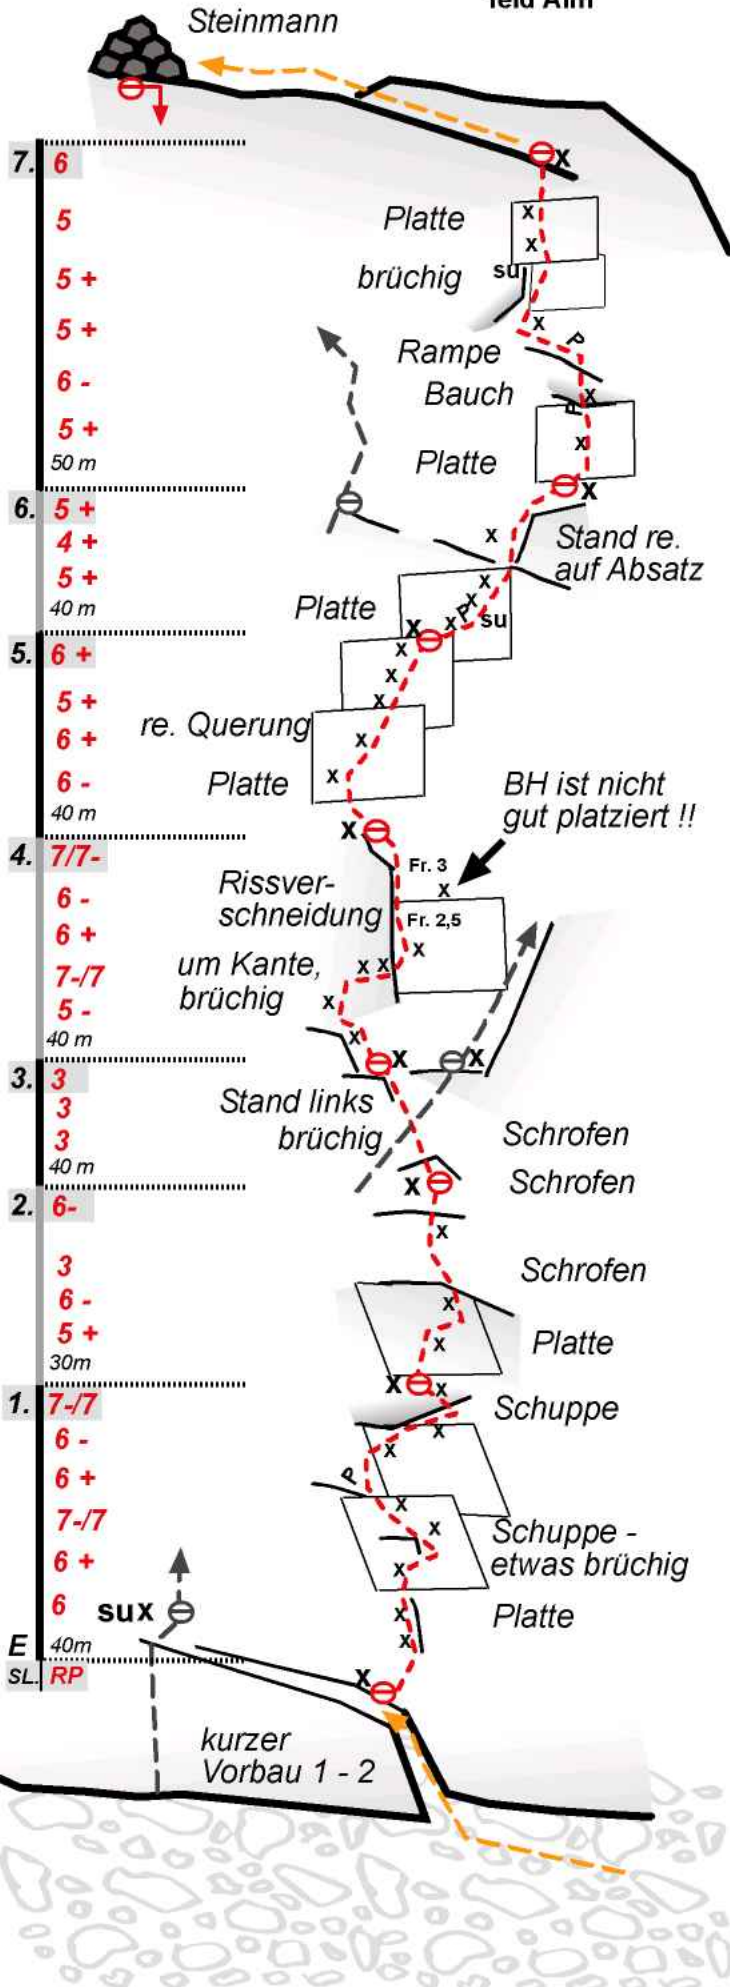 feld Alm
Steinmann
7. 6
x
5
Platte
x
x
5 +
brüchig
su
5 +
x
P
Rampe
6 -
Bauch
x
P
5 +
x
Platte
50 m
x
6. 5 +
4 +
x
Stand re.
auf Absatz
5 +
x
40 m
Platte
x
P
x
su
x
5. 6 +
x
x
5 +
x
re. Querung
6 +
x
6 -
Platte
x
40 m
BH ist nicht
gut platziert !!
x
4. 7/7-
Fr. 3
6 -
Rissver-
schneidung
x
Fr. 2,5
6 +
x
7-/7
um Kante,
brüchig
x x
5 -
x
40 m
x
x
x
3. 3
3
Stand links
brüchig
3
Schrofen
40 m
x
Schrofen
2. 6-
x
3
Schrofen
6 -
x
5 +
x
Platte
30m
x
x
1. 7-/7
Schuppe
6 -
x
x
6 +
P
x
7-/7
x
Schuppe -
etwas brüchig
6 +
x
6
su x
x
Platte
x
E 40m
SL. RP
x
kurzer
Vorbau 1 - 2